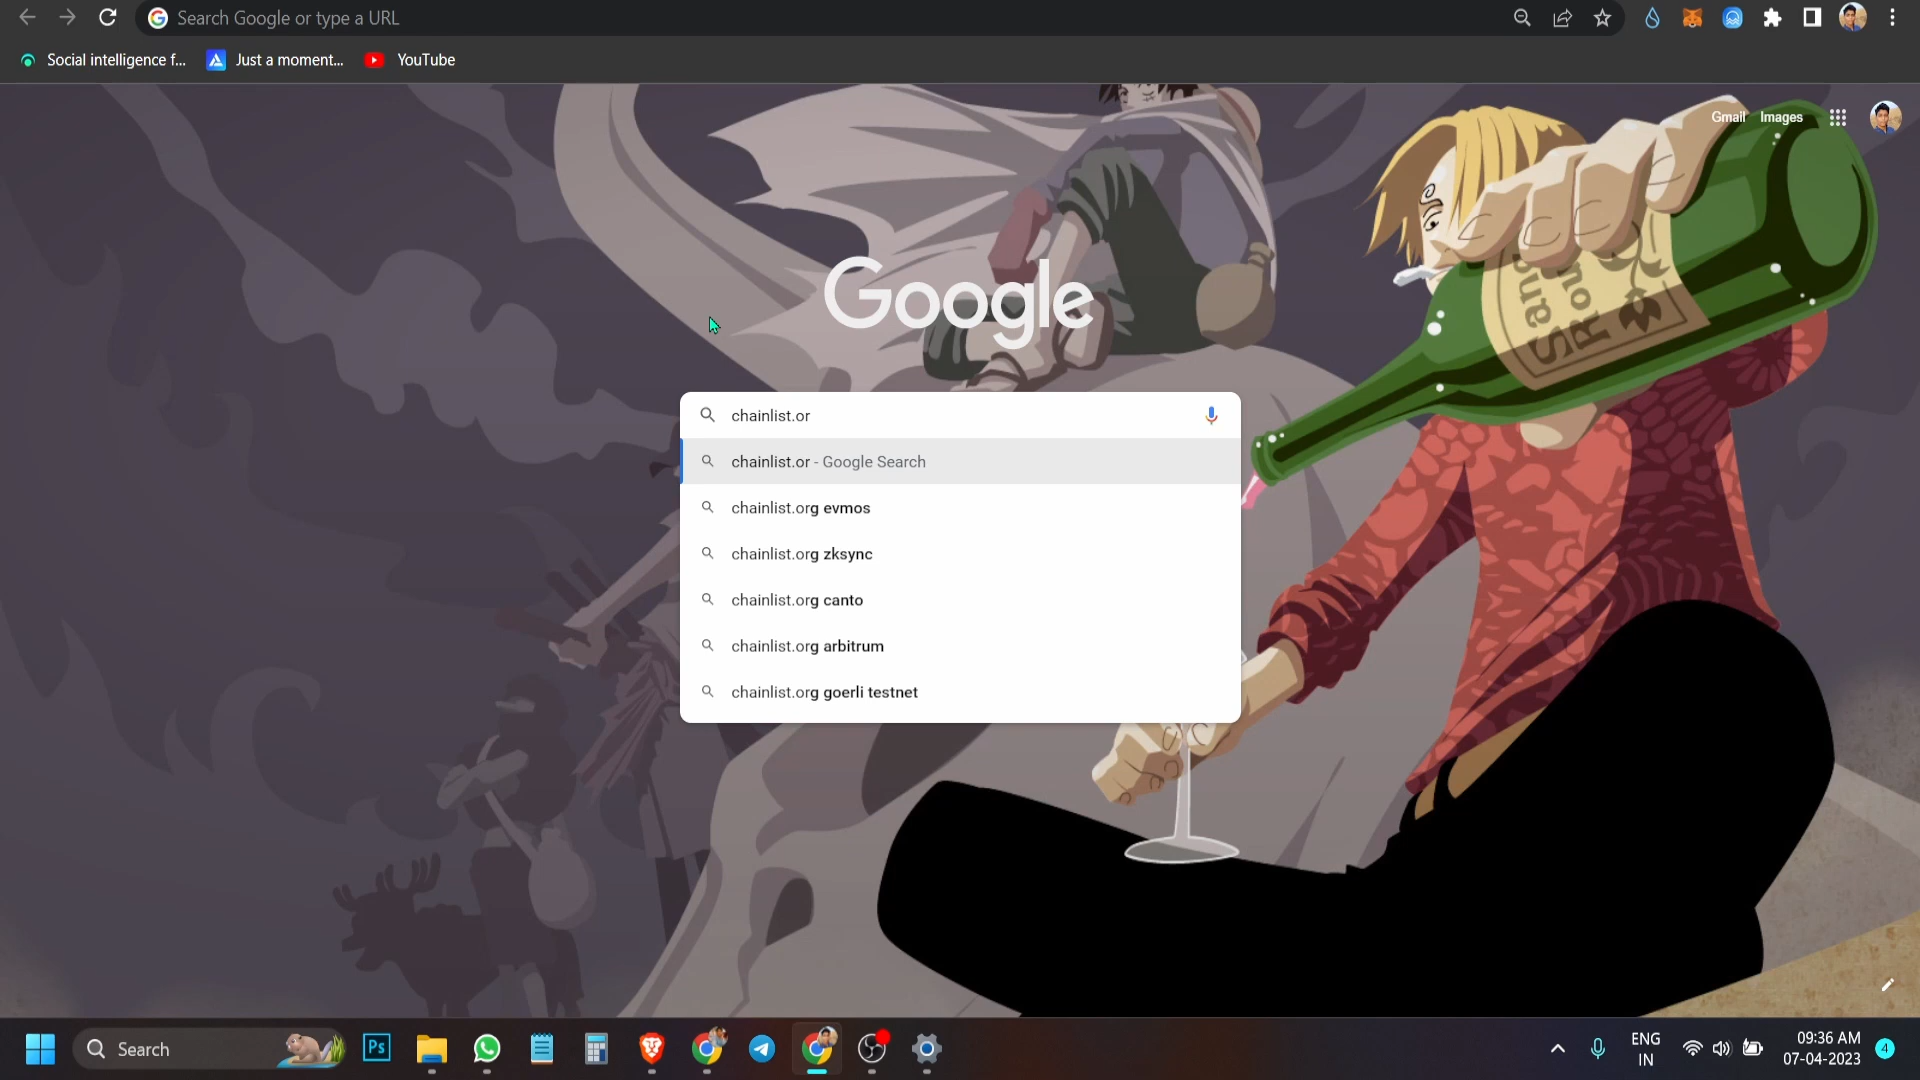 Search Google or type a URL
Social intelligence f...
Just a moment...
YouTube
Gmail
Images
Google
chainlist.or
chainlist.or - Google Search
chainlist.org evmos
chainlist.org zksync
chainlist.org canto
chainlist.org arbitrum
chainlist.org goerli testnet
Search
Ps
ENG
IN
09:36 AM
07-04-2023
4